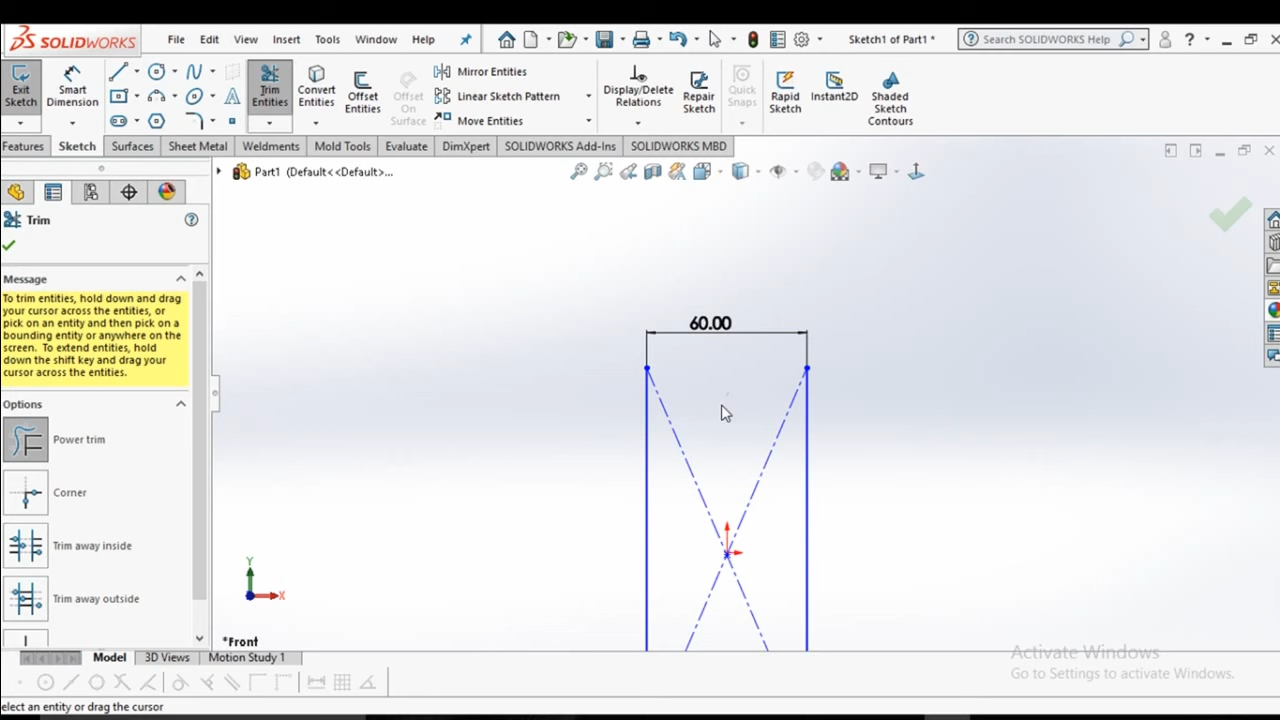 SOLIDWORKS File Edit View Insert Tools Window Help Sketch1 of Part1 * Search SOLIDWORKS Help ?
Exit Sketch
Smart Dimension
Trim Entities
Convert Entities
Offset Entities
Offset On Surface
Mirror Entities
Linear Sketch Pattern
Move Entities
Display/Delete Relations
Repair Sketch
Quick Snaps
Rapid Sketch
Instant2D
Shaded Sketch Contours
Features Sketch Surfaces Sheet Metal Weldments Mold Tools Evaluate DimXpert SOLIDWORKS Add-Ins SOLIDWORKS MBD
Part1 (Default<<Default>...
Trim
Message
To trim entities, hold down and drag
your cursor across the entities, or
pick on an entity and then pick on a
bounding entity or anywhere on the
screen. To extend entities, hold
down the shift key and drag your
cursor across the entities.
Options
Power trim
Corner
Trim away inside
Trim away outside
60.00
Y
X
*Front
Activate Windows
Go to Settings to activate Windows.
Model 3D Views Motion Study 1
elect an entity or drag the cursor